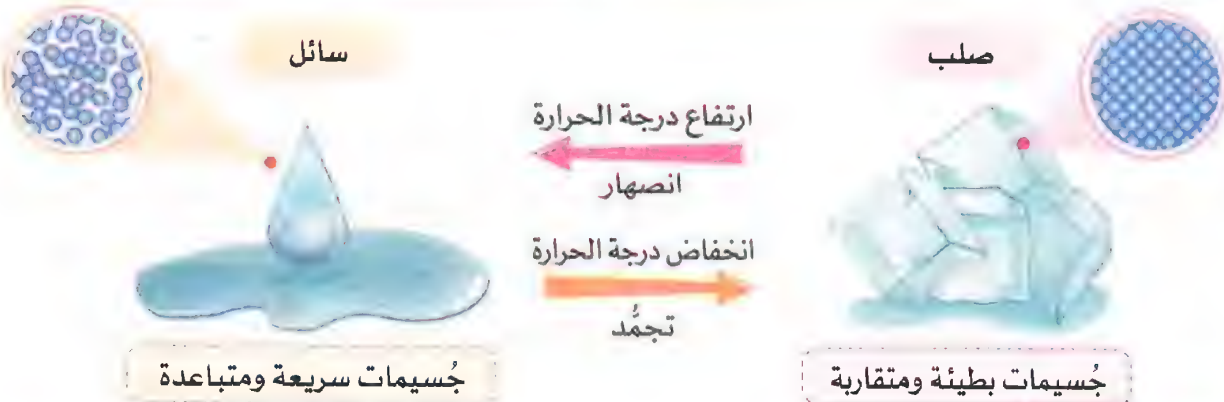 صلب
سائل
ارتفاع درجة الحرارة
انصهار
انخفاض درجة الحرارة
تجمُّد
جُسيمات بطيئة ومتقاربة
جُسيمات سريعة ومتباعدة